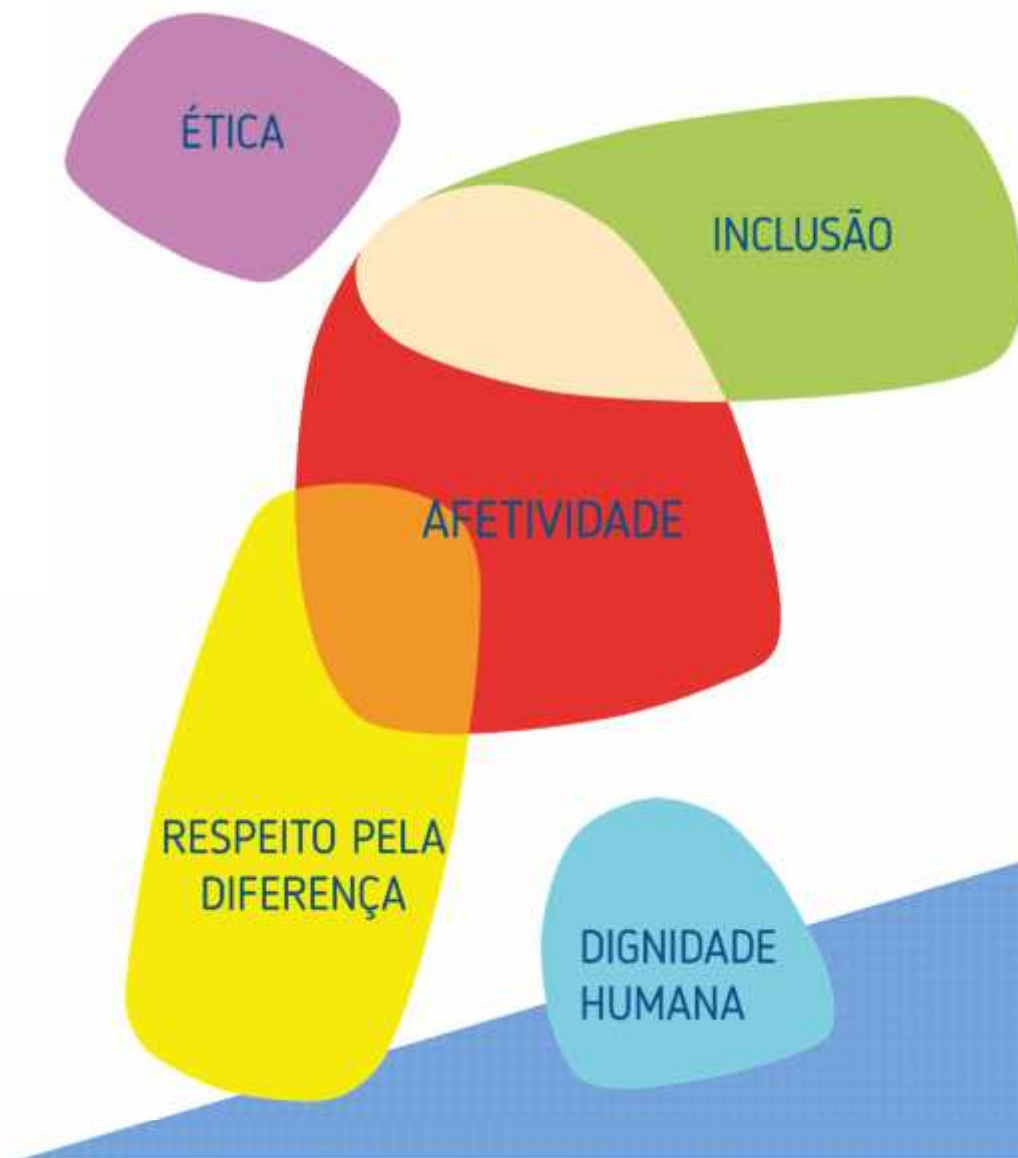 ÉTICA
INCLUSÃO
AFETIVIDADE
RESPEITO PELA
DIFERENÇA
DIGNIDADE
HUMANA